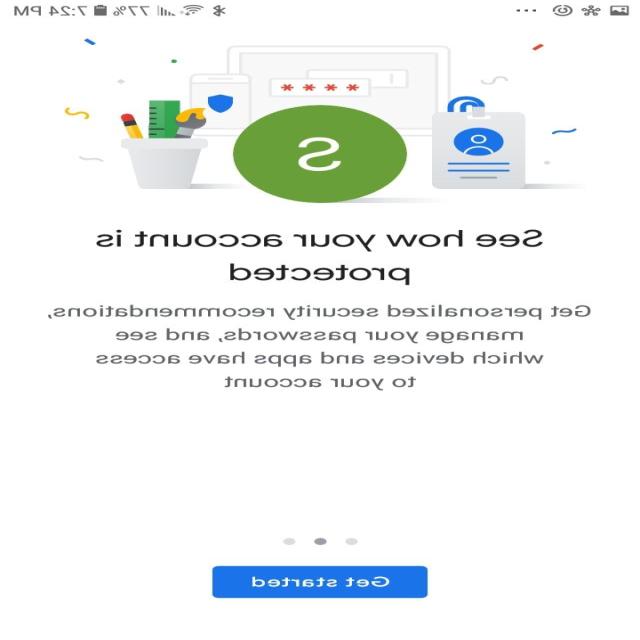 7:24 PM 77%
* * * *
S
See how your account is
protected
Get personalized security recommendations,
manage your passwords, and see
which devices and apps have access
to your account
Get started